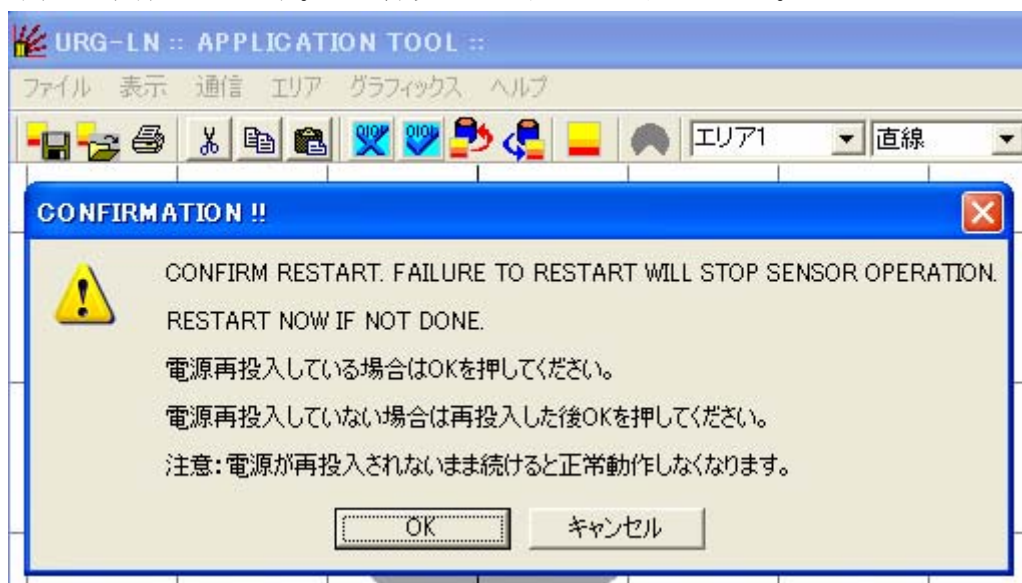 URG-LN :: APPLICATION TOOL ::
ファイル 表示 通信 エリア グラフィックス ヘルプ
エリア1 直線
CONFIRMATION !!
CONFIRM RESTART. FAILURE TO RESTART WILL STOP SENSOR OPERATION.
RESTART NOW IF NOT DONE.
電源再投入している場合はOKを押してください。
電源再投入していない場合は再投入した後OKを押してください。
注意：電源が再投入されないまま続けると正常動作しなくなります。
OK キャンセル